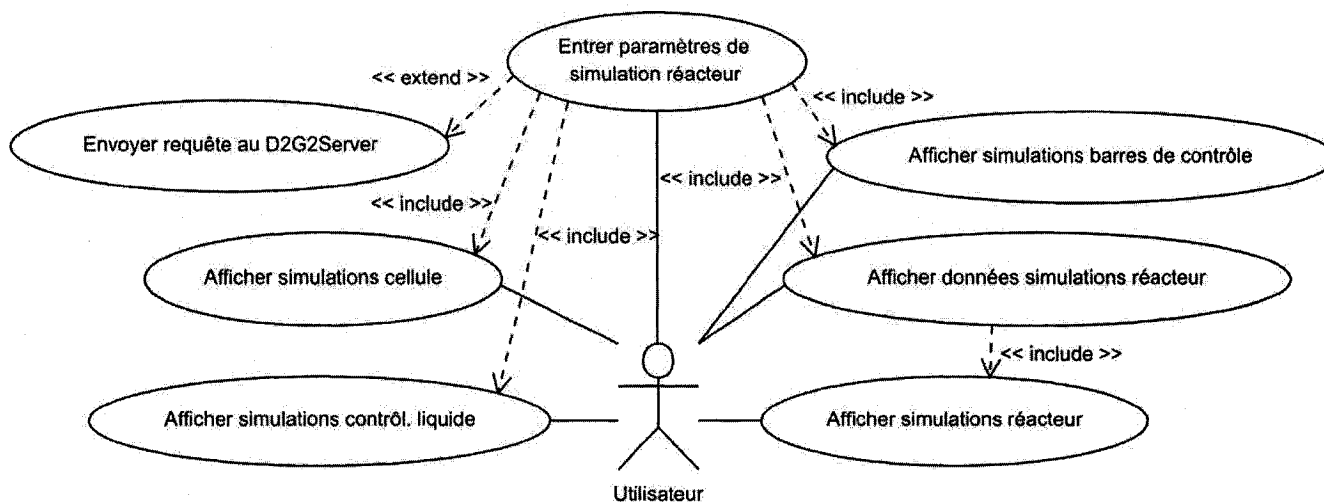 Entrer paramètres de
simulation réacteur
<< extend >>
<< include >>
Envoyer requête au D2G2Server
Afficher simulations barres de contrôle
<< include >>
<< include >>
<< include >>
Afficher simulations cellule
Afficher données simulations réacteur
<< include >>
Afficher simulations contrôl. liquide
Afficher simulations réacteur
Utilisateur